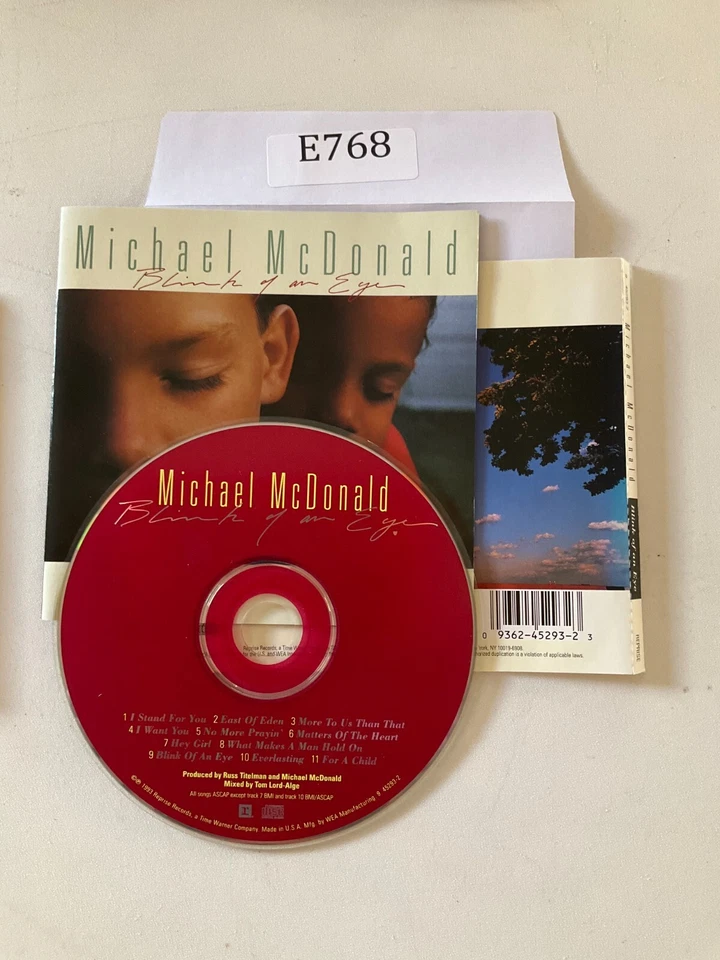 E768
Michael McDonald
Blink of an Eye
Michael McDonald
Blink of an Eye
Michael McDonald
Blink of an Eye
REPRISE
0 9362-45293-2 3
York, NY 10019-6908.
duplication is a violation of applicable laws.
Reprise Records, a Time
1 I Stand For You 2 East Of Eden 3 More To Us Than That
4 I Want You 5 No More Prayin' 6 Matters Of The Heart
7 Hey Girl 8 What Makes A Man Hold On
9 Blink Of An Eye 10 Everlasting 11 For A Child
Produced by Russ Titelman and Michael McDonald
Mixed by Tom Lord-Alge
All songs ASCAP except track 7 BMI and track 10 BMI/ASCAP
r
©℗ 1993 Reprise Records, a Time Warner Company. Made in U.S.A. Mfg. by WEA Manufacturing. 9 45293-2